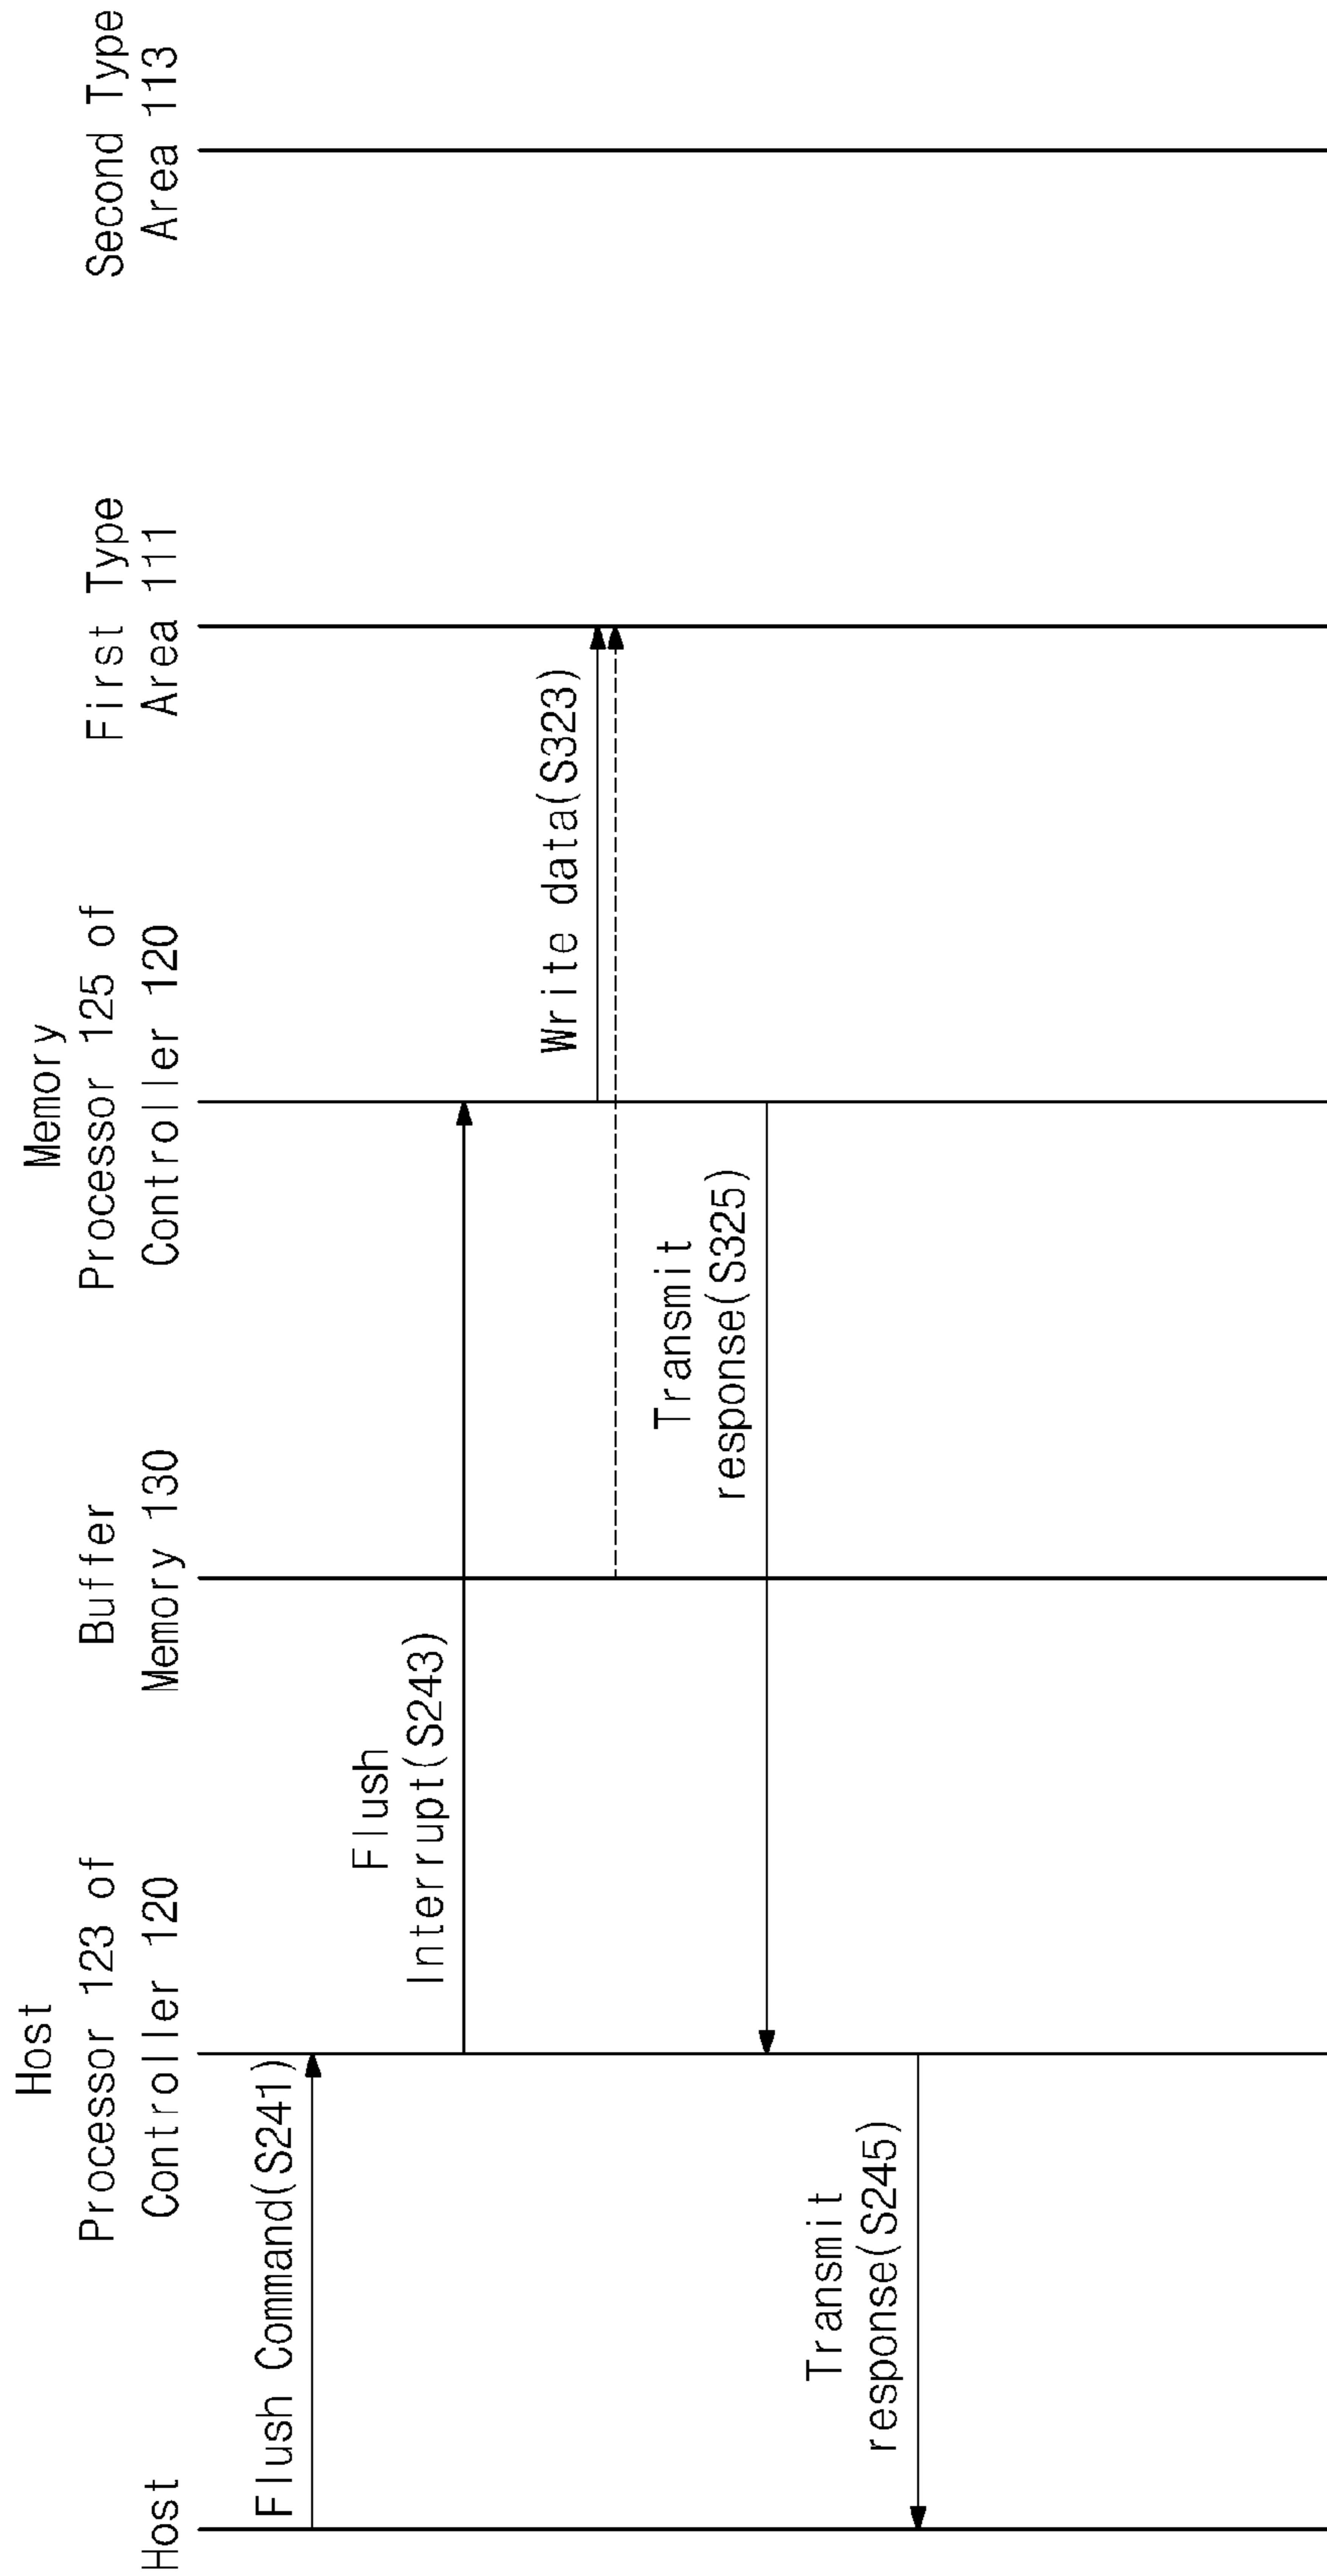 Host
Host
Processor 123 of
Controller 120
Buffer
Memory 130
Memory
Processor 125 of
Controller 120
First Type
Area 111
Second Type
Area 113
Flush Command(S241)
Flush
Interrupt(S243)
Write data(S323)
Transmit
response(S325)
Transmit
response(S245)